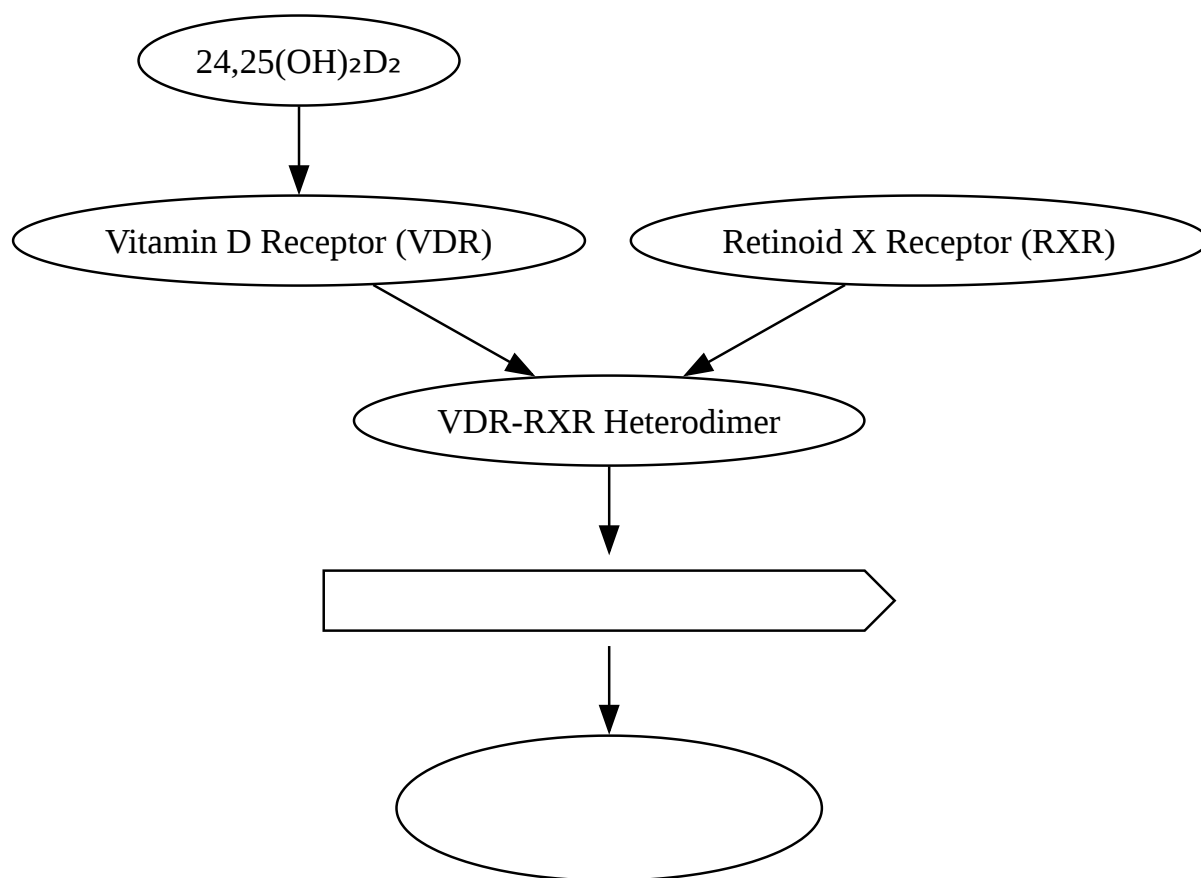 24,25(OH)₂D₂
Vitamin D Receptor (VDR)
Retinoid X Receptor (RXR)
VDR-RXR Heterodimer